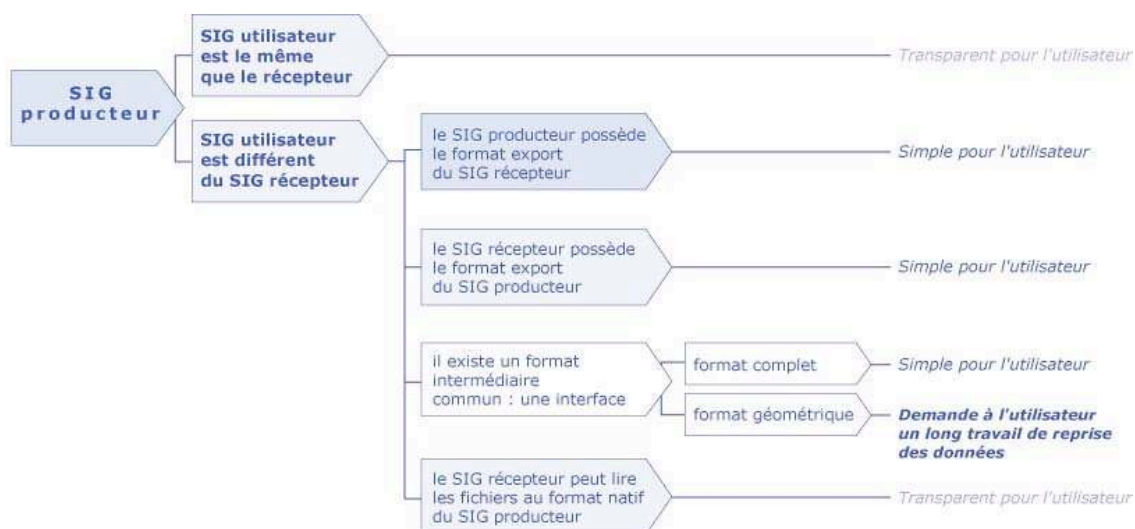 SIG
producteur
SIG utilisateur
est le même
que le récepteur
Transparent pour l'utilisateur
SIG utilisateur
est différent
du SIG récepteur
le SIG producteur possède
le format export
du SIG récepteur
Simple pour l'utilisateur
le SIG récepteur possède
le format export
du SIG producteur
Simple pour l'utilisateur
il existe un format
intermédiaire
commun : une interface
format complet
Simple pour l'utilisateur
format géométrique
Demande à l'utilisateur
un long travail de reprise
des données
le SIG récepteur peut lire
les fichiers au format natif
du SIG producteur
Transparent pour l'utilisateur